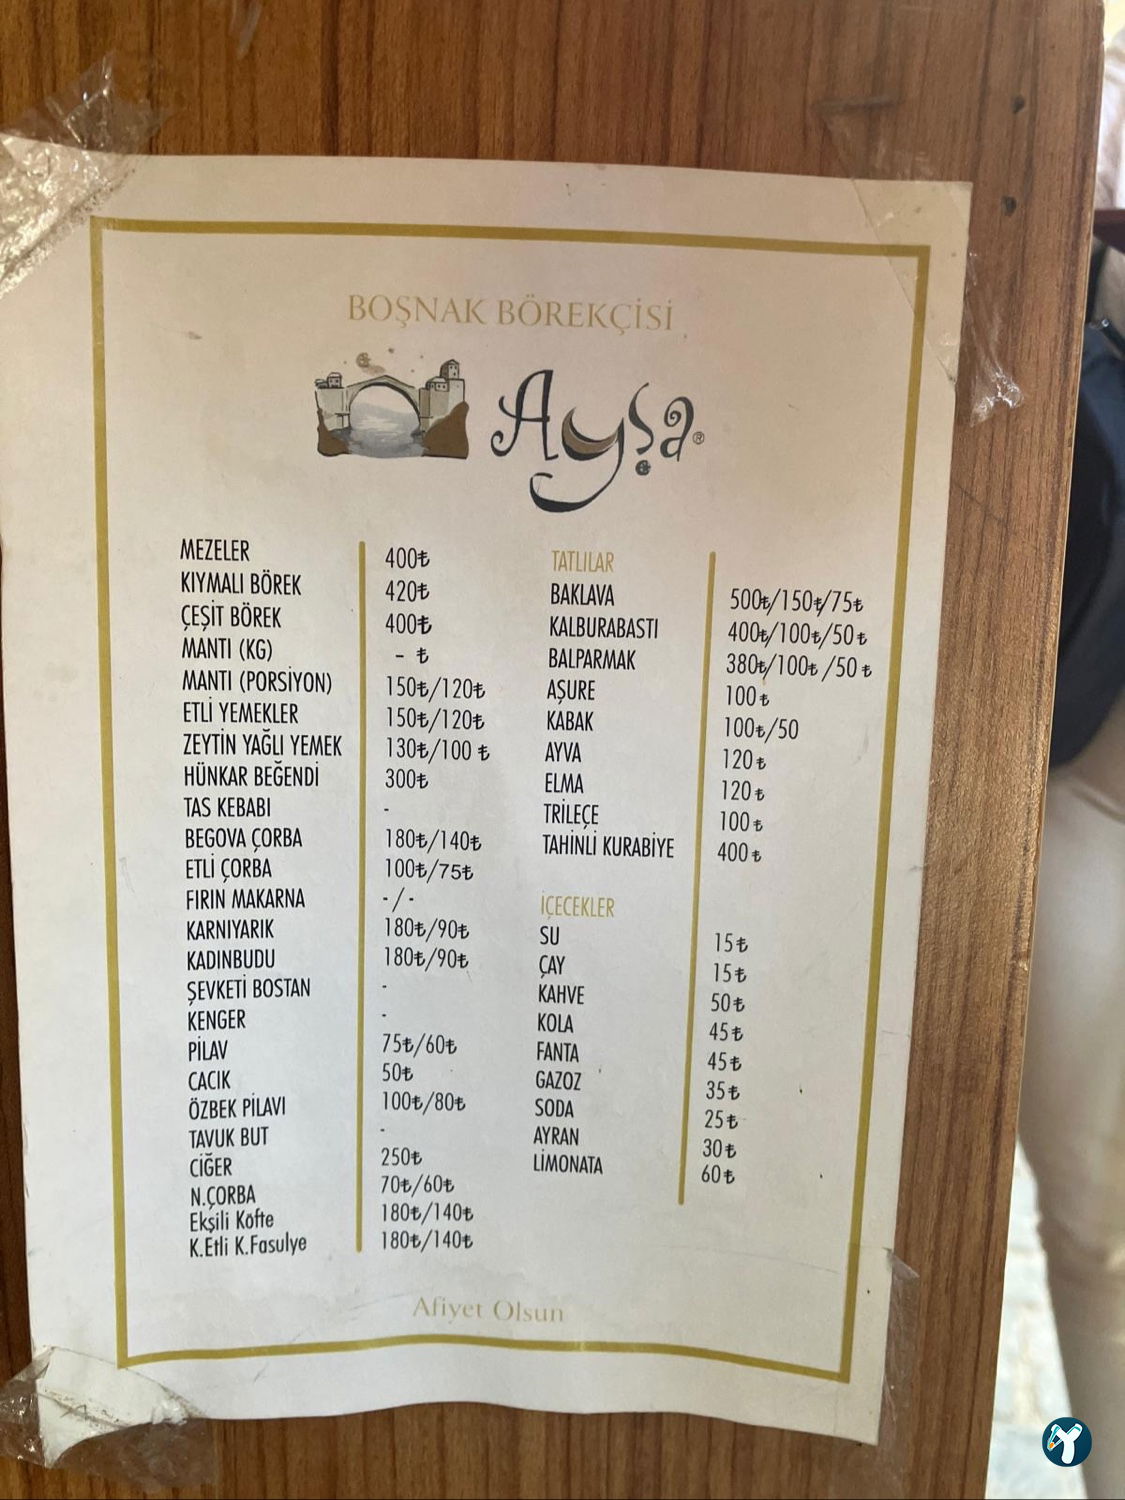 BOŞNAK BÖREKÇİSİ
Ayşa®
MEZELER 400₺
KIYMALI BÖREK 420₺
ÇEŞİT BÖREK 400₺
MANTI (KG) - ₺
MANTI (PORSİYON) 150₺/120₺
ETLİ YEMEKLER 150₺/120₺
ZEYTİN YAĞLI YEMEK 130₺/100 ₺
HÜNKAR BEĞENDİ 300₺
TAS KEBABI -
BEGOVA ÇORBA 180₺/140₺
ETLİ ÇORBA 100₺/75₺
FIRIN MAKARNA -/-
KARNIYARIK 180₺/90₺
KADINBUDU 180₺/90₺
ŞEVKETİ BOSTAN -
KENGER -
PİLAV 75₺/60₺
CACIK 50₺
ÖZBEK PİLAVI 100₺/80₺
TAVUK BUT -
CİĞER 250₺
N.ÇORBA 70₺/60₺
Ekşili Köfte 180₺/140₺
K.Etli K.Fasulye 180₺/140₺
TATLILAR
BAKLAVA 500₺/150₺/75₺
KALBURABASTI 400₺/100₺/50₺
BALPARMAK 380₺/100₺ /50 ₺
AŞURE 100₺
KABAK 100₺/50
AYVA 120₺
ELMA 120₺
TRİLEÇE 100₺
TAHİNLİ KURABİYE 400₺
İÇECEKLER
SU 15₺
ÇAY 15₺
KAHVE 50₺
KOLA 45₺
FANTA 45₺
GAZOZ 35₺
SODA 25₺
AYRAN 30₺
LİMONATA 60₺
Afiyet Olsun